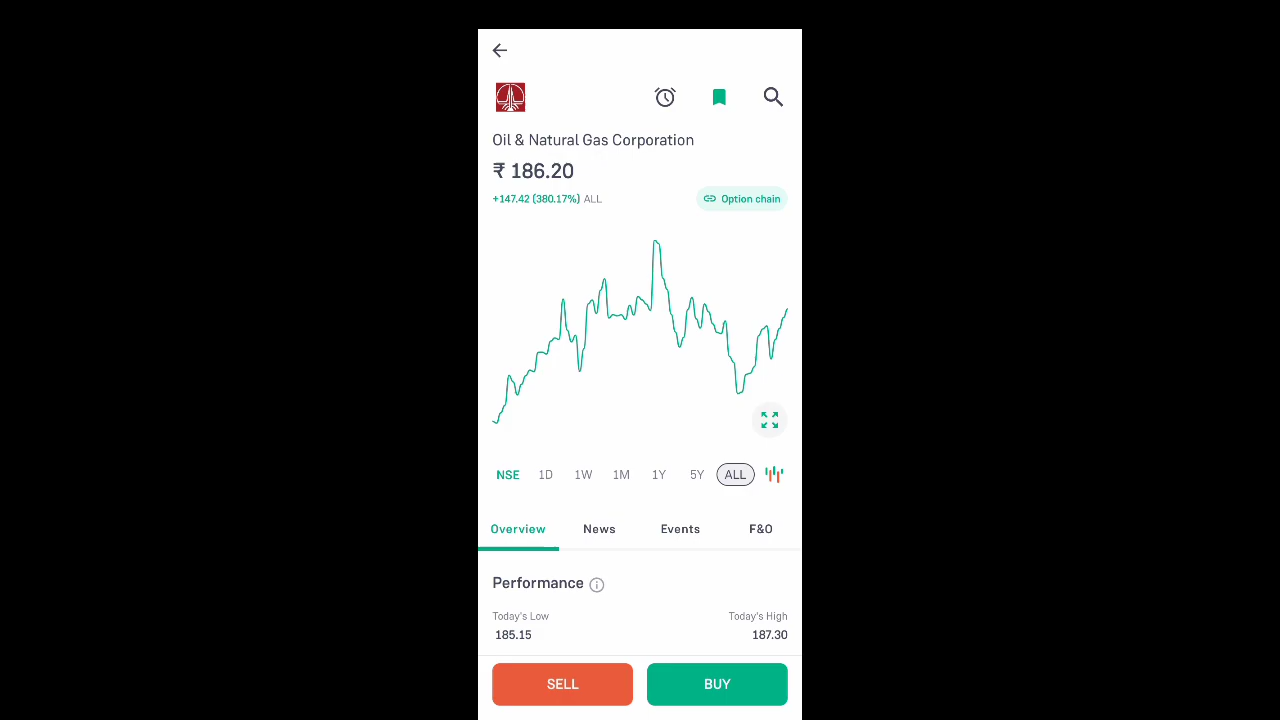 Oil & Natural Gas Corporation
₹ 186.20
+147.42 (380.17%) ALL
Option chain
NSE 1D 1W 1M 1Y 5Y ALL
Overview News Events F&O
Performance
Today's Low Today's High
185.15 187.30
SELL BUY